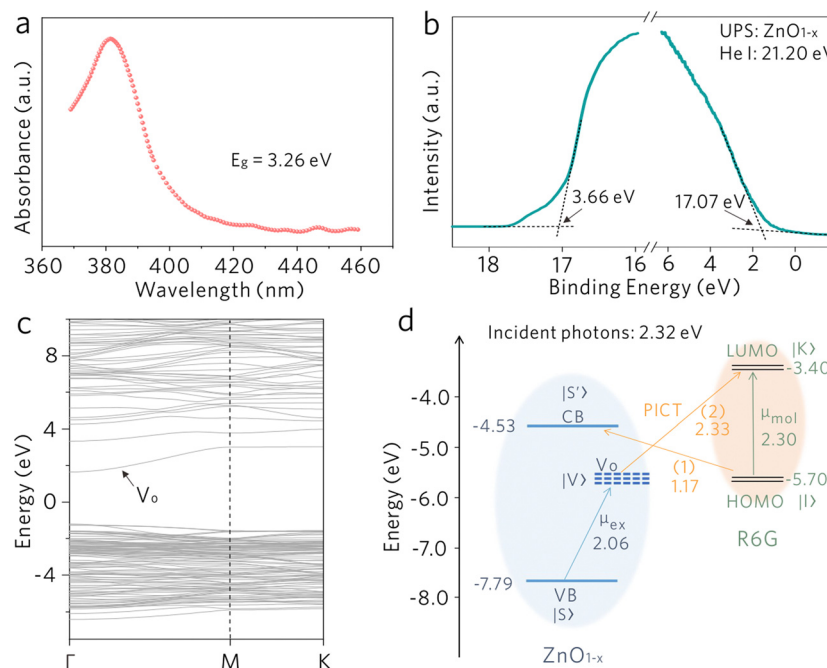 a
Absorbance (a.u.)
Eg = 3.26 eV
360 380 400 420 440 460
Wavelength (nm)
b
UPS: ZnO1-x
He I: 21.20 eV
Intensity (a.u.)
3.66 eV
17.07 eV
18 17 16 6 4 2 0
Binding Energy (eV)
c
Energy (eV)
8
4
0
-4
Vo
Γ M K
d
Incident photons: 2.32 eV
Energy (eV)
-4.0
-5.0
-6.0
-7.0
-8.0
|S'⟩
CB
-4.53
Vo
|V⟩
μex
2.06
-7.79
VB
|S⟩
ZnO1-x
PICT
(2)
2.33
(1)
1.17
LUMO |K⟩
-3.40
μmol
2.30
-5.70
HOMO |I⟩
R6G